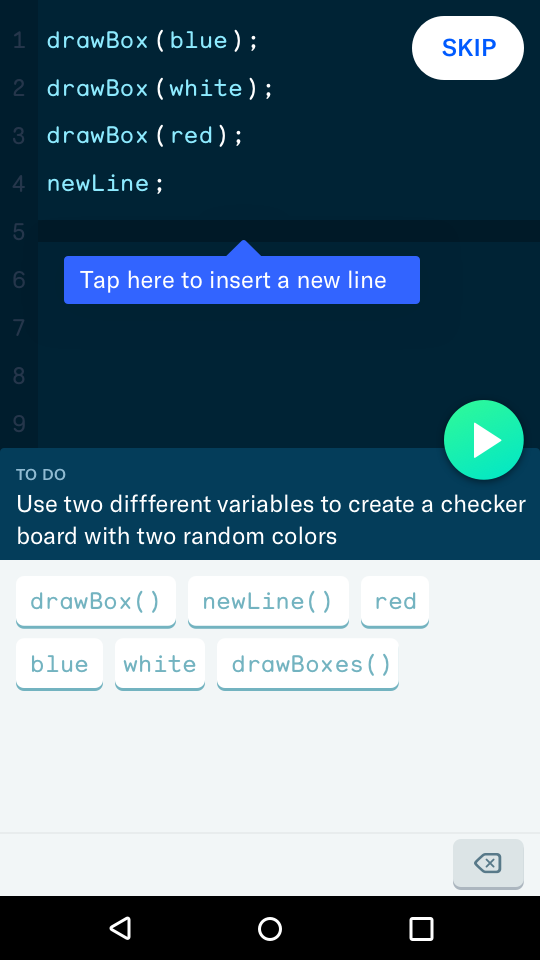 1 drawBox(blue);
SKIP
2 drawBox(white);
3 drawBox(red);
4 newLine;
5
Tap here to insert a new line
6
7
8
9
TO DO
Use two diffferent variables to create a checker
board with two random colors
drawBox() newLine() red
blue white drawBoxes()